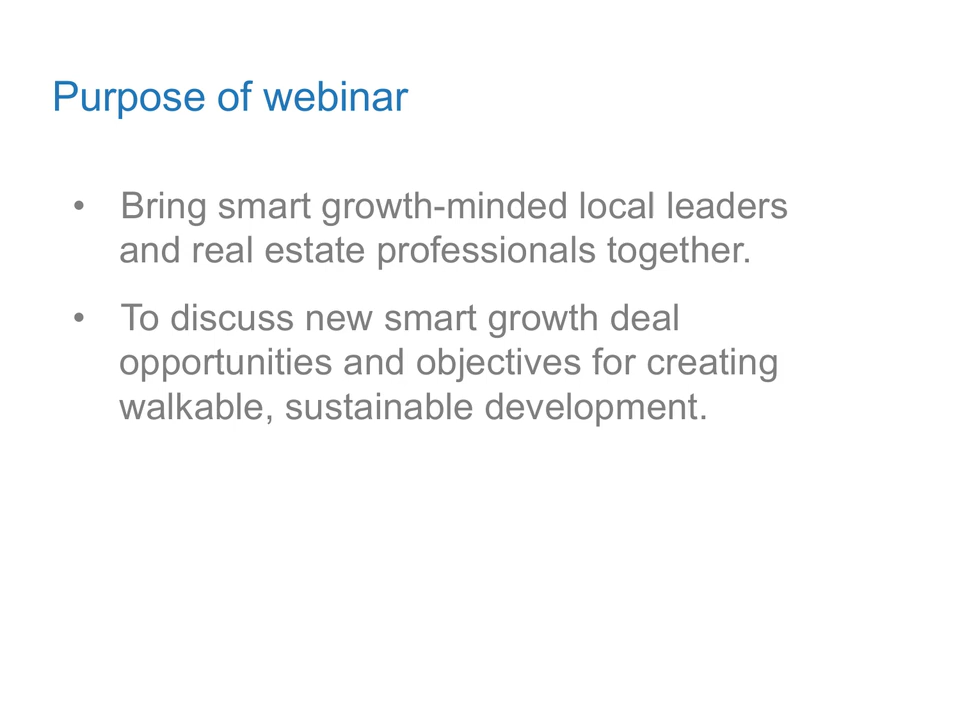 Purpose of webinar
• Bring smart growth-minded local leaders
and real estate professionals together.
• To discuss new smart growth deal
opportunities and objectives for creating
walkable, sustainable development.